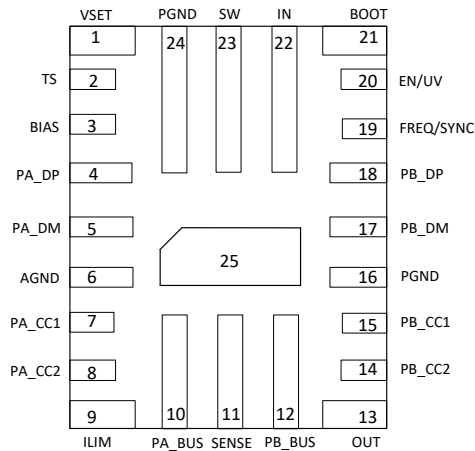 VSET PGND SW IN BOOT
1 24 23 22 21
TS 2 20 EN/UV
BIAS 3 19 FREQ/SYNC
PA_DP 4 18 PB_DP
PA_DM 5 17 PB_DM
25
AGND 6 16 PGND
PA_CC1 7 15 PB_CC1
PA_CC2 8 14 PB_CC2
9 10 11 12 13
ILIM PA_BUS SENSE PB_BUS OUT